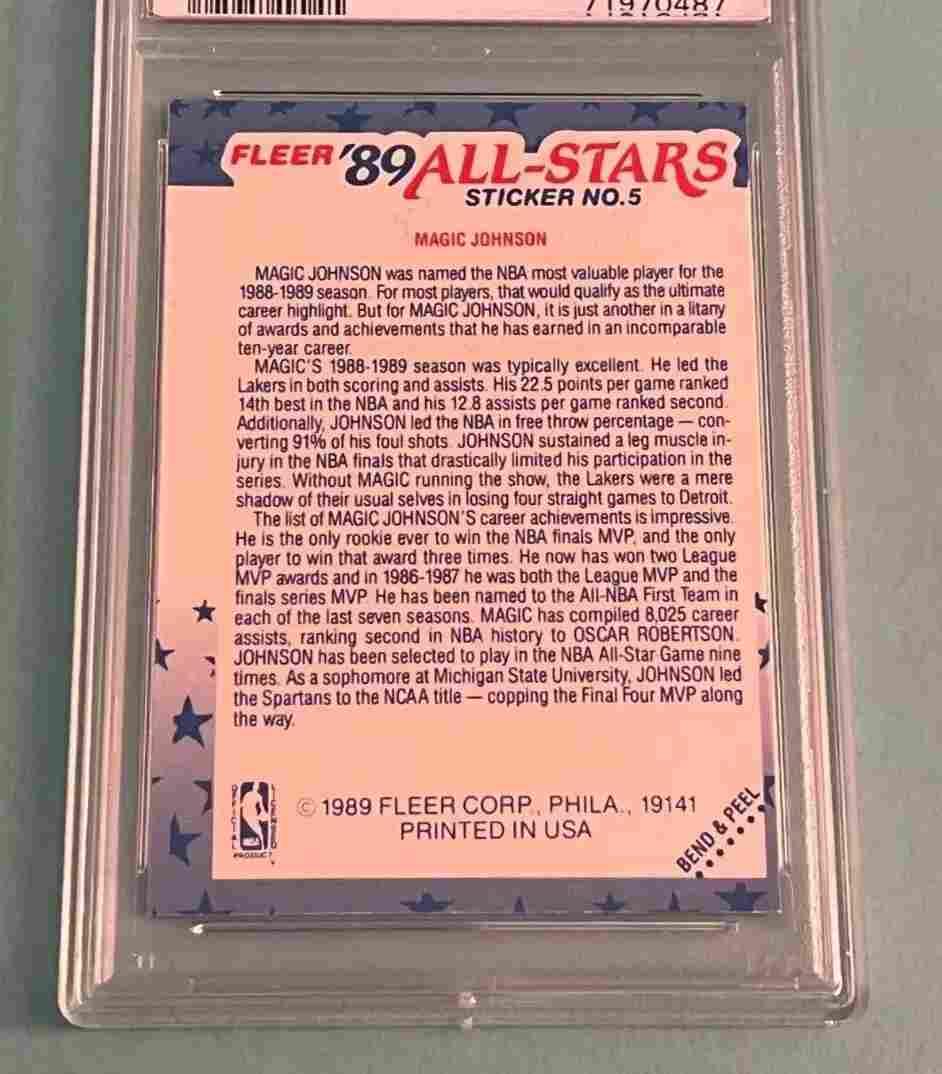 71970487
FLEER '89 ALL-STARS
STICKER NO.5
MAGIC JOHNSON
MAGIC JOHNSON was named the NBA most valuable player for the
1988-1989 season. For most players, that would qualify as the ultimate
career highlight. But for MAGIC JOHNSON, it is just another in a litany
of awards and achievements that he has earned in an incomparable
ten-year career.
MAGIC'S 1988-1989 season was typically excellent. He led the
Lakers in both scoring and assists. His 22.5 points per game ranked
14th best in the NBA and his 12.8 assists per game ranked second.
Additionally, JOHNSON led the NBA in free throw percentage — con-
verting 91% of his foul shots. JOHNSON sustained a leg muscle in-
jury in the NBA finals that drastically limited his participation in the
series. Without MAGIC running the show, the Lakers were a mere
shadow of their usual selves in losing four straight games to Detroit.
The list of MAGIC JOHNSON'S career achievements is impressive.
He is the only rookie ever to win the NBA finals MVP, and the only
player to win that award three times. He now has won two League
MVP awards and in 1986-1987 he was both the League MVP and the
finals series MVP. He has been named to the All-NBA First Team in
each of the last seven seasons. MAGIC has compiled 8,025 career
assists, ranking second in NBA history to OSCAR ROBERTSON.
JOHNSON has been selected to play in the NBA All-Star Game nine
times. As a sophomore at Michigan State University, JOHNSON led
the Spartans to the NCAA title — copping the Final Four MVP along
the way.
OFFICIAL LICENSED
NBA
PRODUCT
© 1989 FLEER CORP., PHILA., 19141
PRINTED IN USA
BEND & PEEL